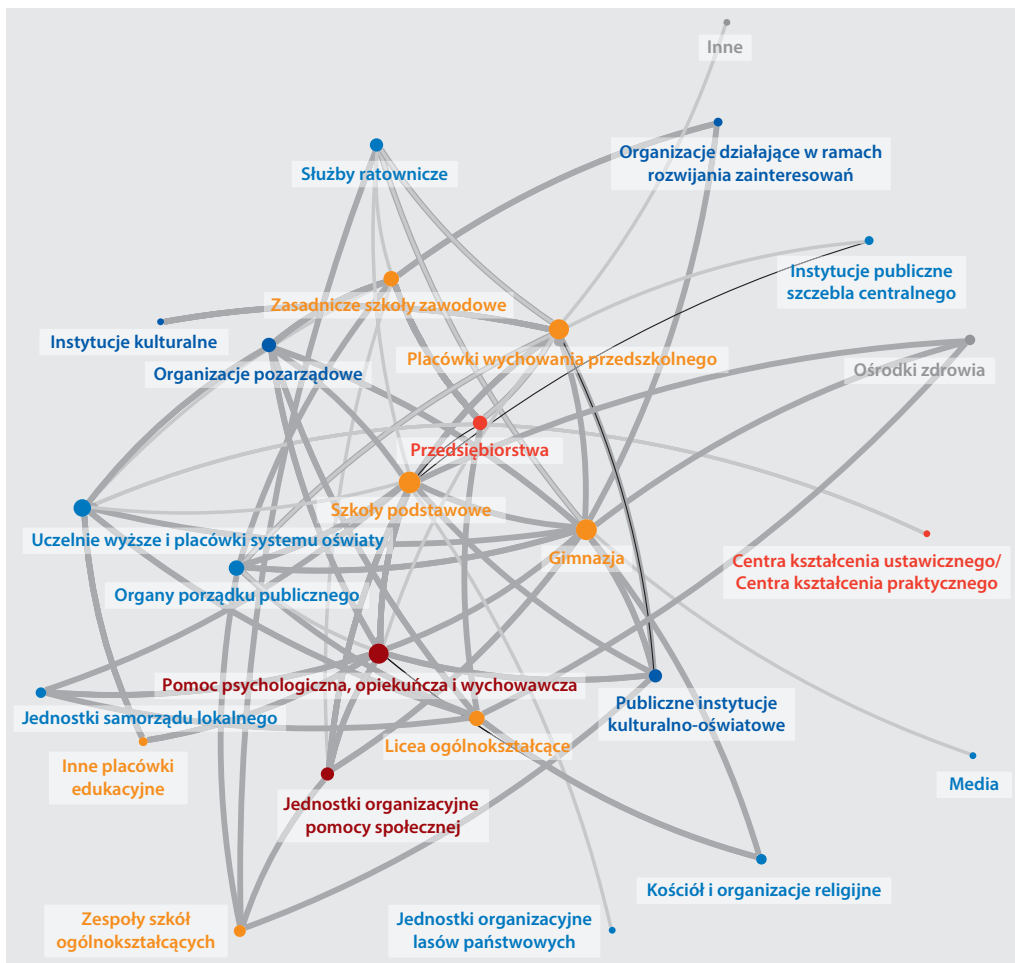 Inne
Organizacje działające w ramach
rozwijania zainteresowań
Służby ratownicze
Instytucje publiczne
szczebla centralnego
Zasadnicze szkoły zawodowe
Instytucje kulturalne
Placówki wychowania przedszkolnego
Organizacje pozarządowe
Ośrodki zdrowia
Przedsiębiorstwa
Szkoły podstawowe
Uczelnie wyższe i placówki systemu oświaty
Gimnazja
Centra kształcenia ustawicznego/
Centra kształcenia praktycznego
Organy porządku publicznego
Pomoc psychologiczna, opiekuńcza i wychowawcza
Publiczne instytucje
kulturalno-oświatowe
Jednostki samorządu lokalnego
Licea ogólnokształcące
Inne placówki
edukacyjne
Media
Jednostki organizacyjne
pomocy społecznej
Kościół i organizacje religijne
Zespoły szkół
ogólnokształcących
Jednostki organizacyjne
lasów państwowych